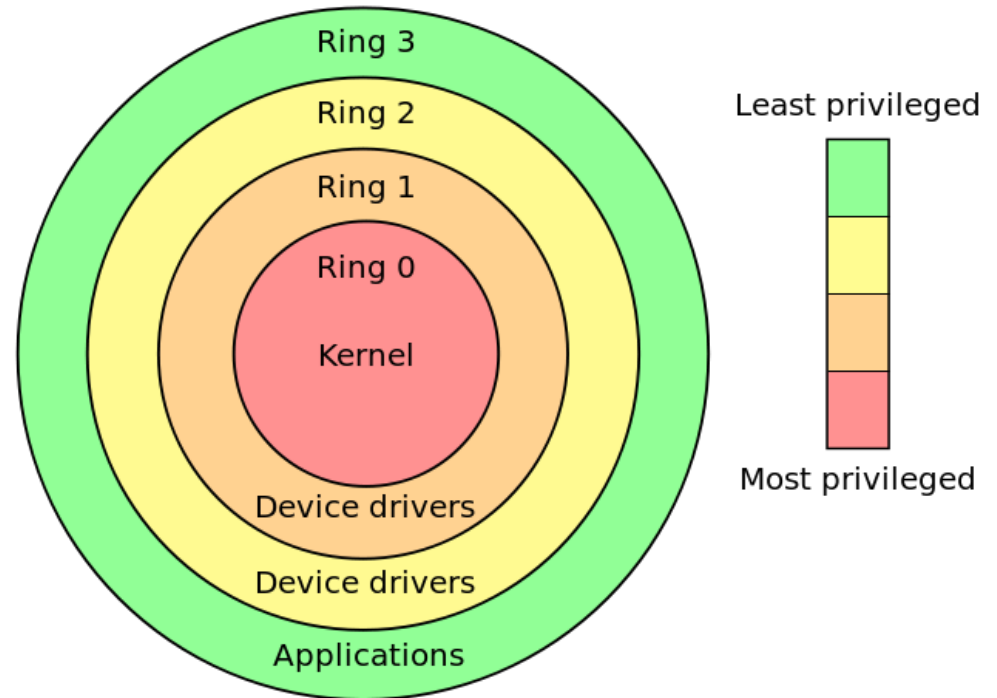 Ring 3
Ring 2
Ring 1
Ring 0
Kernel
Device drivers
Device drivers
Applications
Least privileged
Most privileged